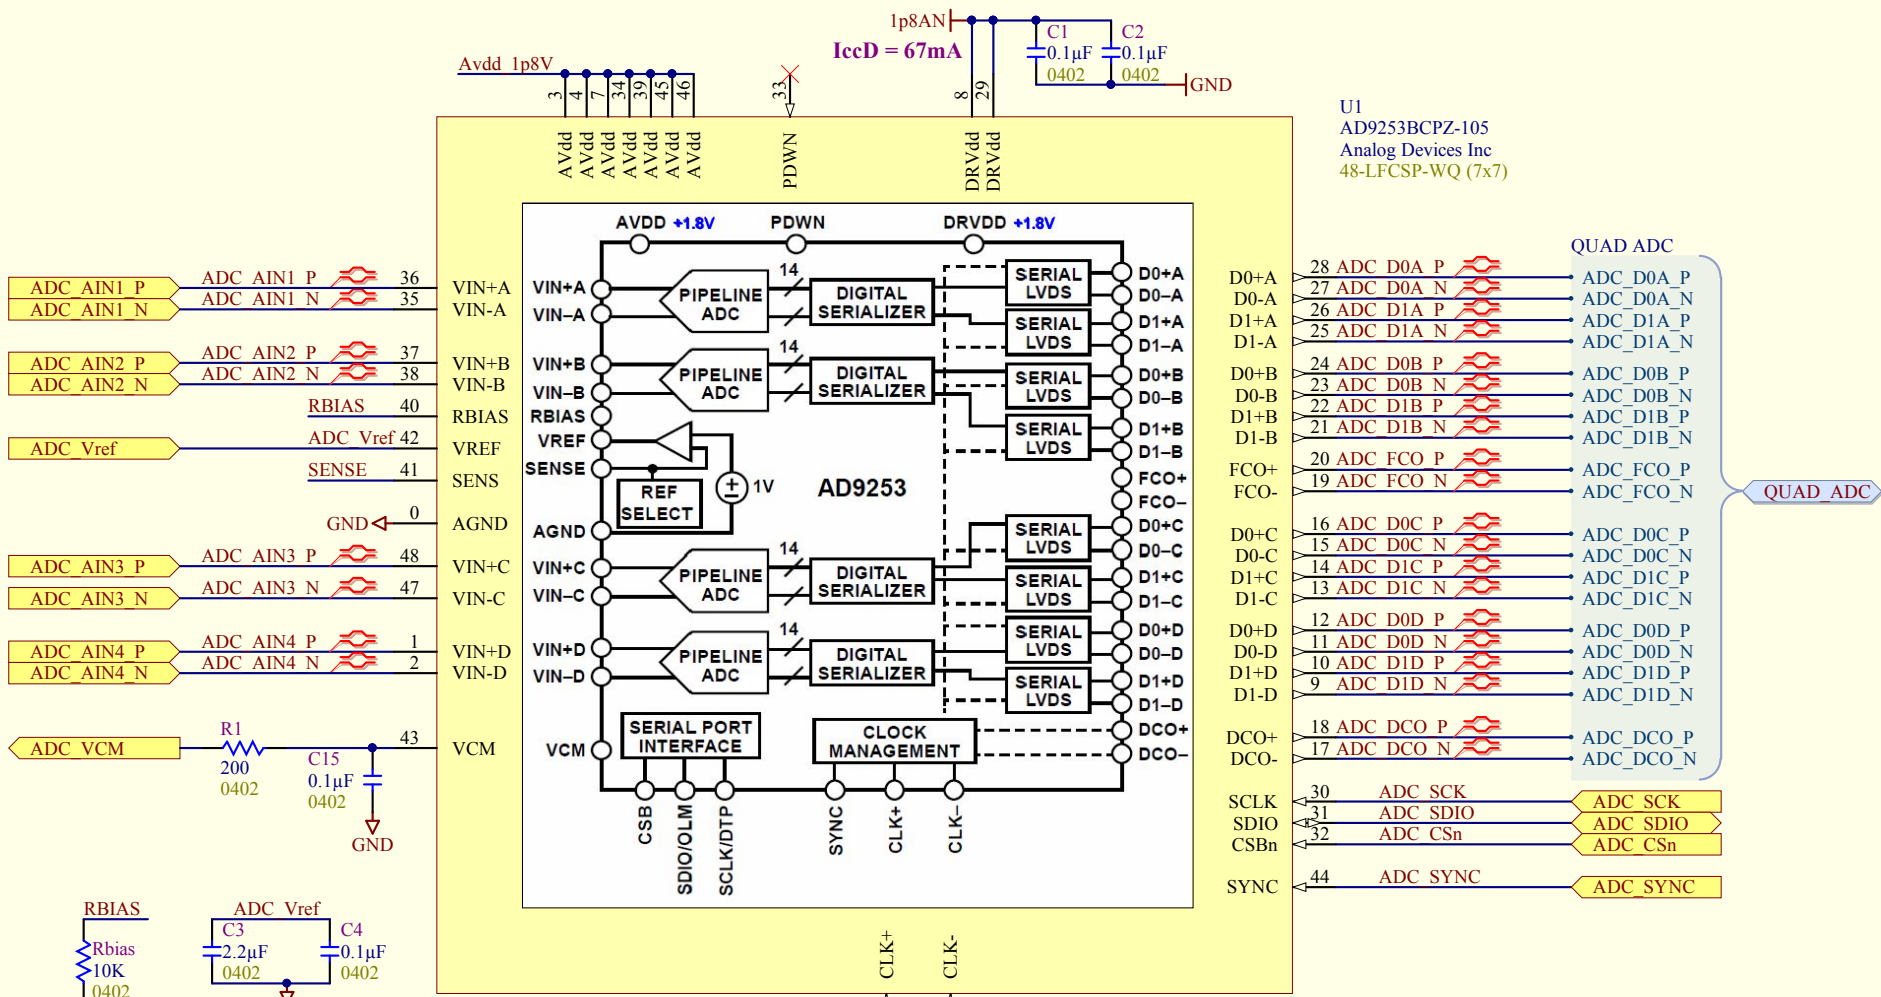 1p8AN
IccD = 67mA
C1
0.1µF
0402
C2
0.1µF
0402
GND
Avdd_1p8V
3
4
7
34
39
45
46
33
8
29
AVdd
AVdd
AVdd
AVdd
AVdd
AVdd
AVdd
PDWN
DRVdd
DRVdd
U1
AD9253BCPZ-105
Analog Devices Inc
48-LFCSP-WQ (7x7)
ADC_AIN1_P ADC_AIN1_P 36 VIN+A
ADC_AIN1_N ADC_AIN1_N 35 VIN-A
ADC_AIN2_P ADC_AIN2_P 37 VIN+B
ADC_AIN2_N ADC_AIN2_N 38 VIN-B
RBIAS 40 RBIAS
ADC_Vref ADC_Vref 42 VREF
SENSE 41 SENS
GND 0 AGND
ADC_AIN3_P ADC_AIN3_P 48 VIN+C
ADC_AIN3_N ADC_AIN3_N 47 VIN-C
ADC_AIN4_P ADC_AIN4_P 1 VIN+D
ADC_AIN4_N ADC_AIN4_N 2 VIN-D
ADC_VCM
R1
200
0402
43 VCM
C15
0.1µF
0402
GND
RBIAS
Rbias
10K
0402
ADC_Vref
C3
2.2µF
0402
C4
0.1µF
0402
AVDD +1.8V
PDWN
DRVDD +1.8V
VIN+A
VIN–A
VIN+B
VIN–B
RBIAS
VREF
SENSE
AGND
VIN+C
VIN–C
VIN+D
VIN–D
VCM
14
PIPELINE
ADC
DIGITAL
SERIALIZER
SERIAL
LVDS
SERIAL
LVDS
14
PIPELINE
ADC
DIGITAL
SERIALIZER
SERIAL
LVDS
SERIAL
LVDS
REF
SELECT
1V
AD9253
14
PIPELINE
ADC
DIGITAL
SERIALIZER
SERIAL
LVDS
SERIAL
LVDS
14
PIPELINE
ADC
DIGITAL
SERIALIZER
SERIAL
LVDS
SERIAL
LVDS
SERIAL PORT
INTERFACE
CLOCK
MANAGEMENT
D0+A
D0–A
D1+A
D1–A
D0+B
D0–B
D1+B
D1–B
FCO+
FCO–
D0+C
D0–C
D1+C
D1–C
D0+D
D0–D
D1+D
D1–D
DCO+
DCO–
CSB
SDIO/OLM
SCLK/DTP
SYNC
CLK+
CLK–
CLK+
CLK-
QUAD ADC
D0+A 28 ADC_D0A_P ADC_D0A_P
D0-A 27 ADC_D0A_N ADC_D0A_N
D1+A 26 ADC_D1A_P ADC_D1A_P
D1-A 25 ADC_D1A_N ADC_D1A_N
D0+B 24 ADC_D0B_P ADC_D0B_P
D0-B 23 ADC_D0B_N ADC_D0B_N
D1+B 22 ADC_D1B_P ADC_D1B_P
D1-B 21 ADC_D1B_N ADC_D1B_N
FCO+ 20 ADC_FCO_P ADC_FCO_P
FCO- 19 ADC_FCO_N ADC_FCO_N
QUAD_ADC
D0+C 16 ADC_D0C_P ADC_D0C_P
D0-C 15 ADC_D0C_N ADC_D0C_N
D1+C 14 ADC_D1C_P ADC_D1C_P
D1-C 13 ADC_D1C_N ADC_D1C_N
D0+D 12 ADC_D0D_P ADC_D0D_P
D0-D 11 ADC_D0D_N ADC_D0D_N
D1+D 10 ADC_D1D_P ADC_D1D_P
D1-D 9 ADC_D1D_N ADC_D1D_N
DCO+ 18 ADC_DCO_P ADC_DCO_P
DCO- 17 ADC_DCO_N ADC_DCO_N
SCLK 30 ADC_SCK ADC_SCK
SDIO 31 ADC_SDIO ADC_SDIO
CSBn 32 ADC_CSn ADC_CSn
SYNC 44 ADC_SYNC ADC_SYNC